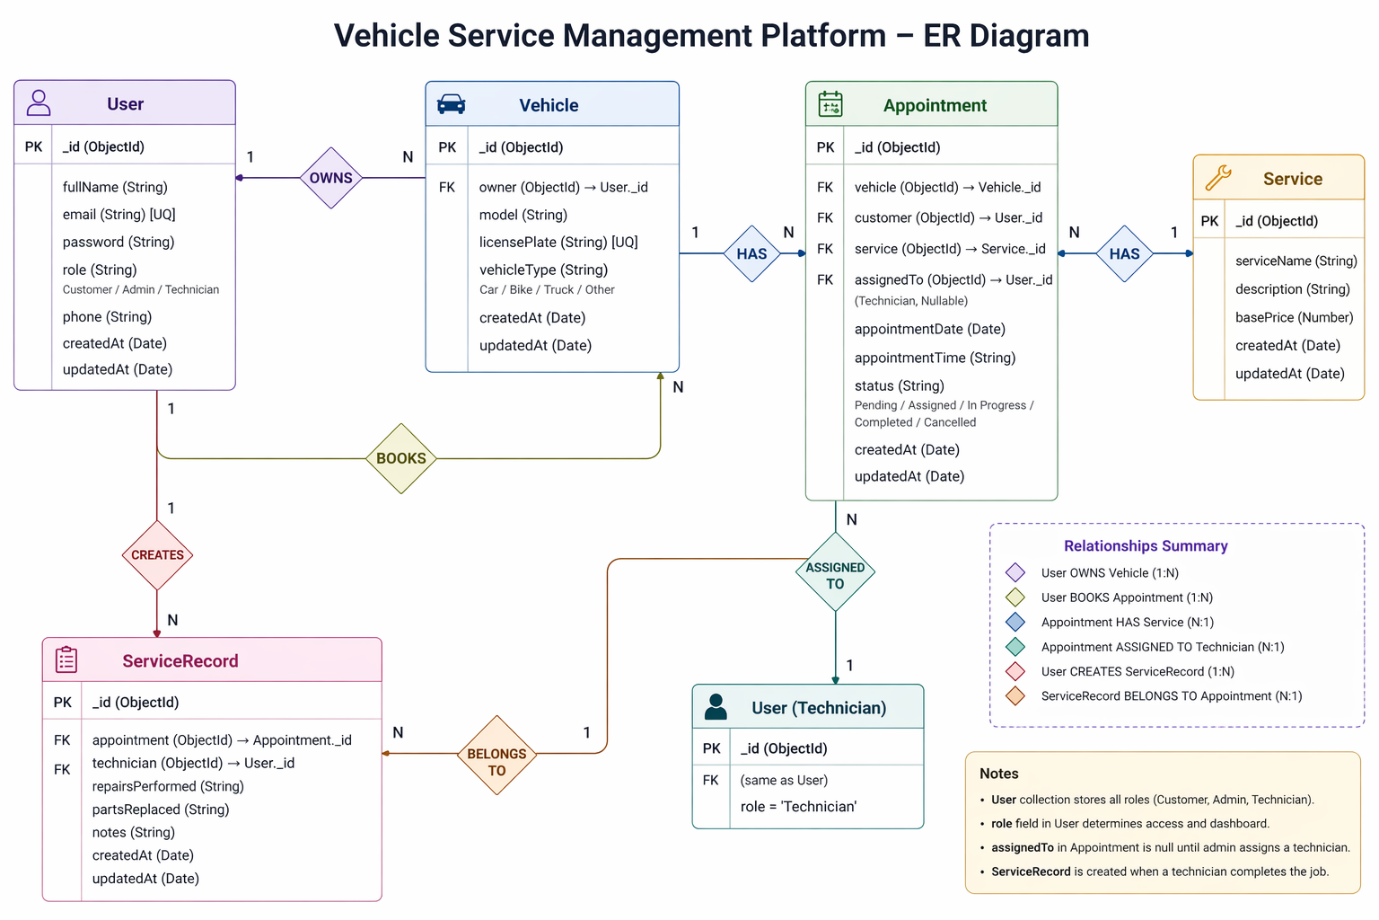 Vehicle Service Management Platform – ER Diagram
User
PK _id (ObjectId)
fullName (String)
email (String) [UQ]
password (String)
role (String)
Customer / Admin / Technician
phone (String)
createdAt (Date)
updatedAt (Date)
1
OWNS
N
Vehicle
PK _id (ObjectId)
FK owner (ObjectId) → User._id
model (String)
licensePlate (String) [UQ]
vehicleType (String)
Car / Bike / Truck / Other
createdAt (Date)
updatedAt (Date)
1
HAS
N
Appointment
PK _id (ObjectId)
FK vehicle (ObjectId) → Vehicle._id
FK customer (ObjectId) → User._id
FK service (ObjectId) → Service._id
FK assignedTo (ObjectId) → User._id
(Technician, Nullable)
appointmentDate (Date)
appointmentTime (String)
status (String)
Pending / Assigned / In Progress /
Completed / Cancelled
createdAt (Date)
updatedAt (Date)
N
HAS
1
Service
PK _id (ObjectId)
serviceName (String)
description (String)
basePrice (Number)
createdAt (Date)
updatedAt (Date)
1
BOOKS
N
1
CREATES
N
N
ASSIGNED
TO
1
ServiceRecord
PK _id (ObjectId)
FK appointment (ObjectId) → Appointment._id
FK technician (ObjectId) → User._id
repairsPerformed (String)
partsReplaced (String)
notes (String)
createdAt (Date)
updatedAt (Date)
N
BELONGS
TO
1
User (Technician)
PK _id (ObjectId)
FK (same as User)
role = 'Technician'
Relationships Summary
User OWNS Vehicle (1:N)
User BOOKS Appointment (1:N)
Appointment HAS Service (N:1)
Appointment ASSIGNED TO Technician (N:1)
User CREATES ServiceRecord (1:N)
ServiceRecord BELONGS TO Appointment (N:1)
Notes
• User collection stores all roles (Customer, Admin, Technician).
• role field in User determines access and dashboard.
• assignedTo in Appointment is null until admin assigns a technician.
• ServiceRecord is created when a technician completes the job.